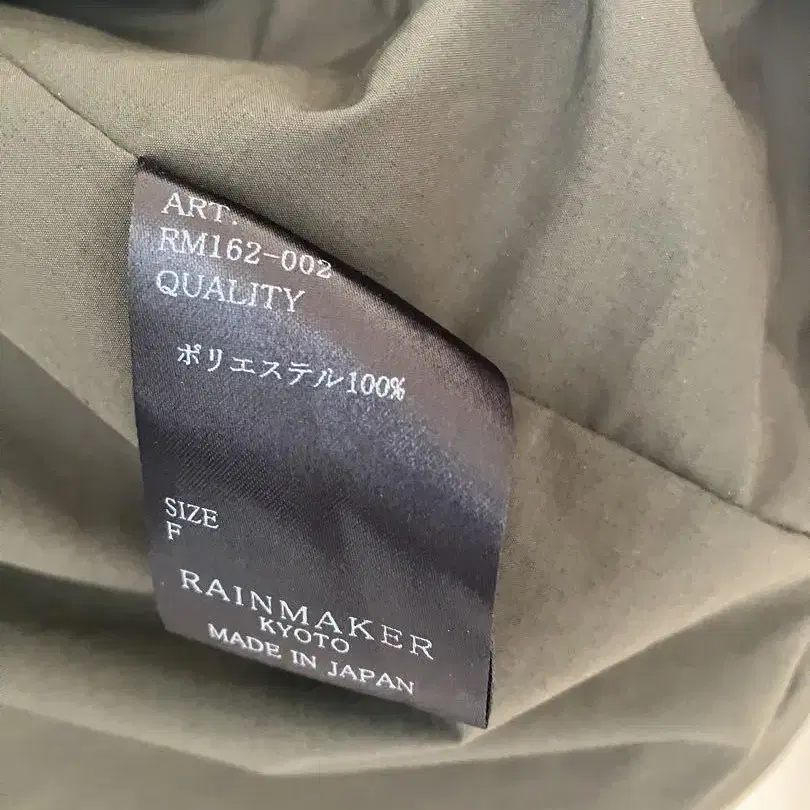 ART.
RM162-002
QUALITY
ポリエステル100%
SIZE
F
RAINMAKER
KYOTO
MADE IN JAPAN